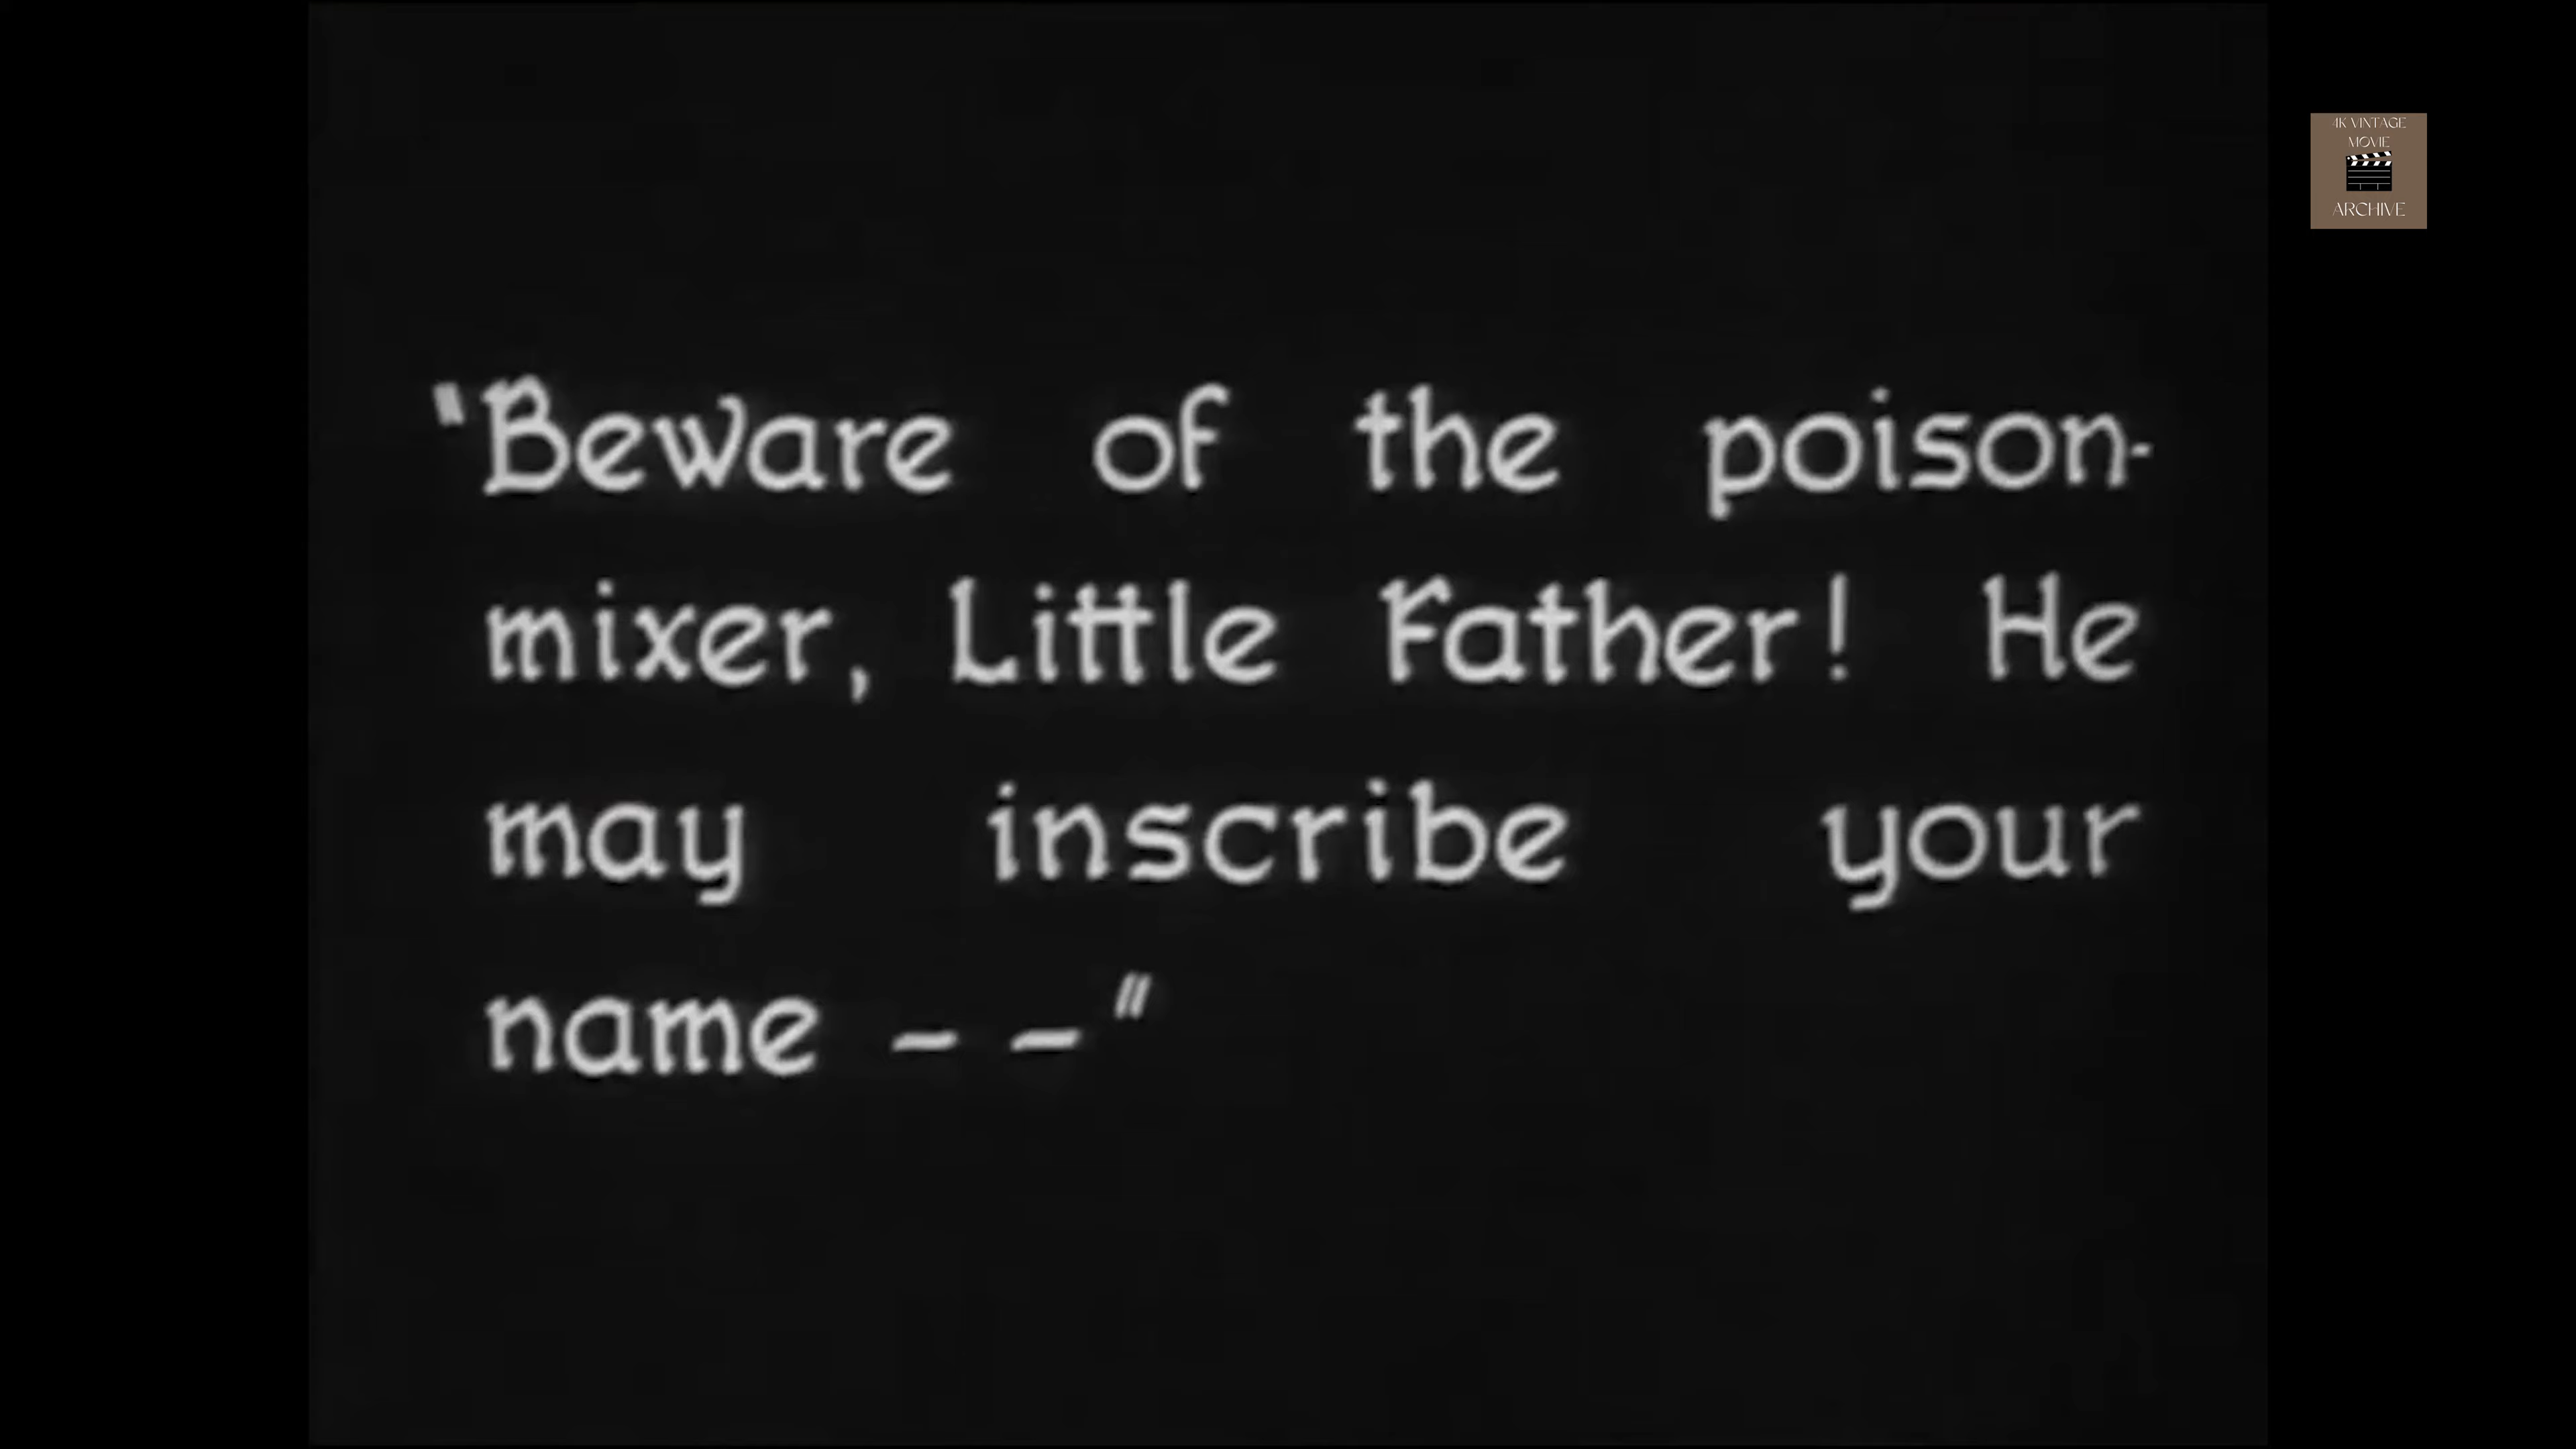 "Beware of the poison-
mixer, Little Father! He
may inscribe your
name – –"
4K VINTAGE
MOVIE
ARCHIVE